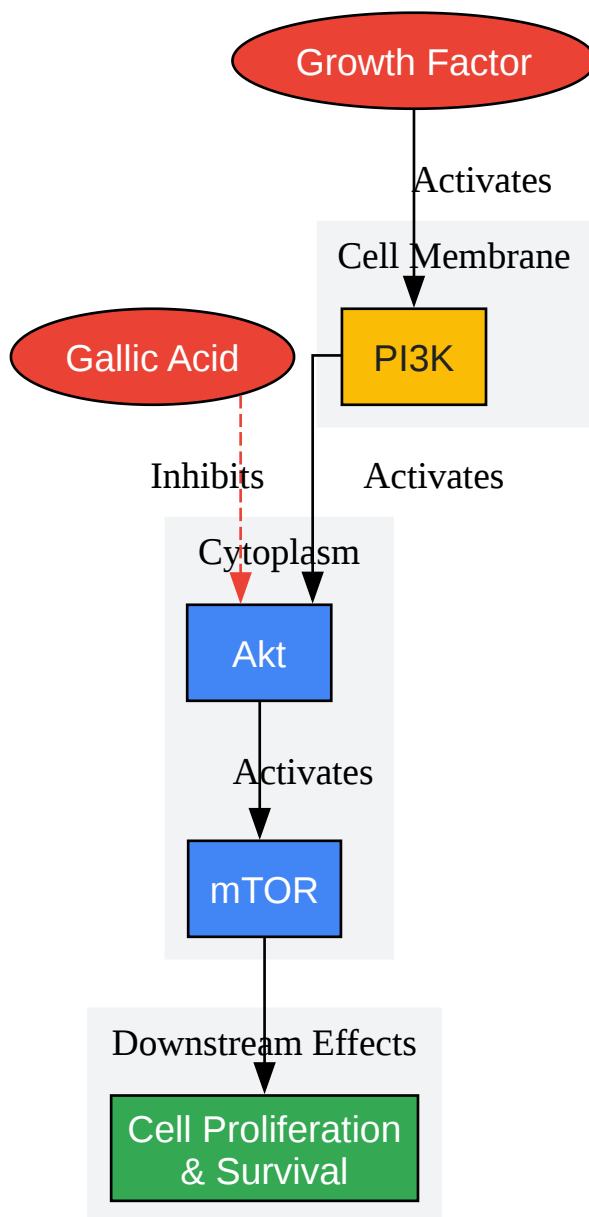 Growth Factor
Activates
Cell Membrane
PI3K
Gallic Acid
Inhibits
Activates
Cytoplasm
Akt
Activates
mTOR
Downstream Effects
Cell Proliferation
& Survival